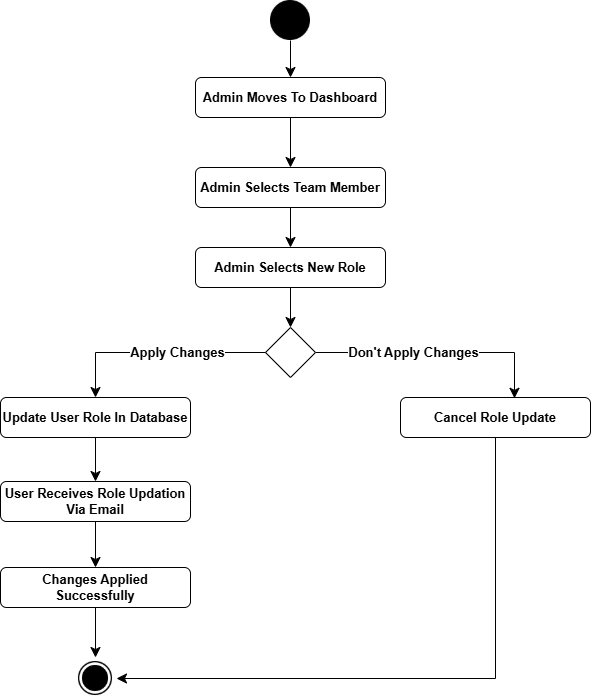 Admin Moves To Dashboard
Admin Selects Team Member
Admin Selects New Role
Apply Changes
Don't Apply Changes
Update User Role In Database
Cancel Role Update
User Receives Role Updation
Via Email
Changes Applied
Successfully